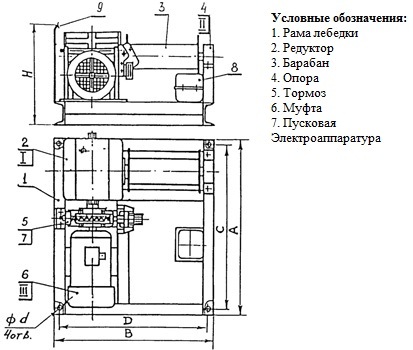 9
3
4
II
8
H
Условные обозначения:
1. Рама лебедки
2. Редуктор
3. Барабан
4. Опора
5. Тормоз
6. Муфта
7. Пусковая
Электроаппаратура
2
I
1
5
7
6
III
C
A
ϕ d
4отв.
D
B